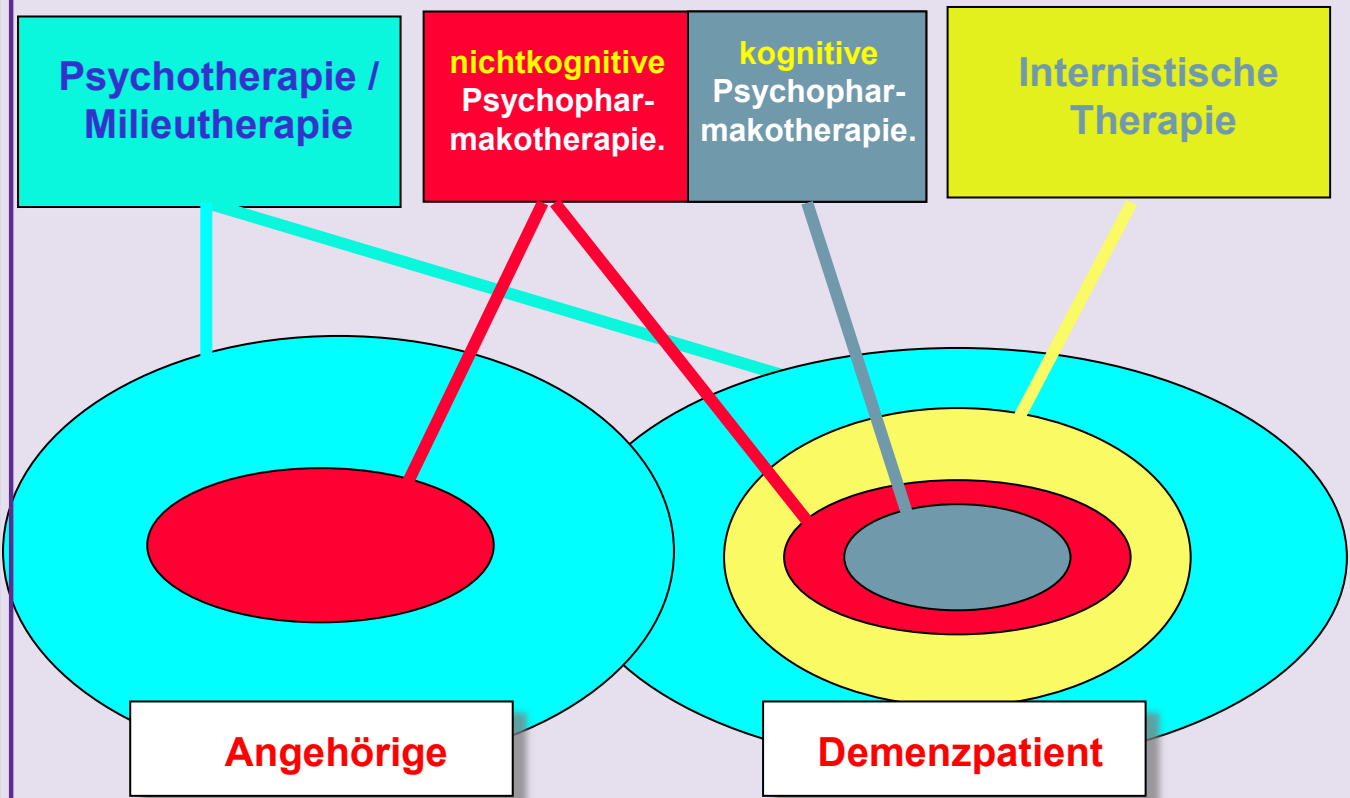 Psychotherapie /
Milieutherapie
nichtkognitive
Psychophar-
makotherapie.
kognitive
Psychophar-
makotherapie.
Internistische
Therapie
Angehörige
Demenzpatient